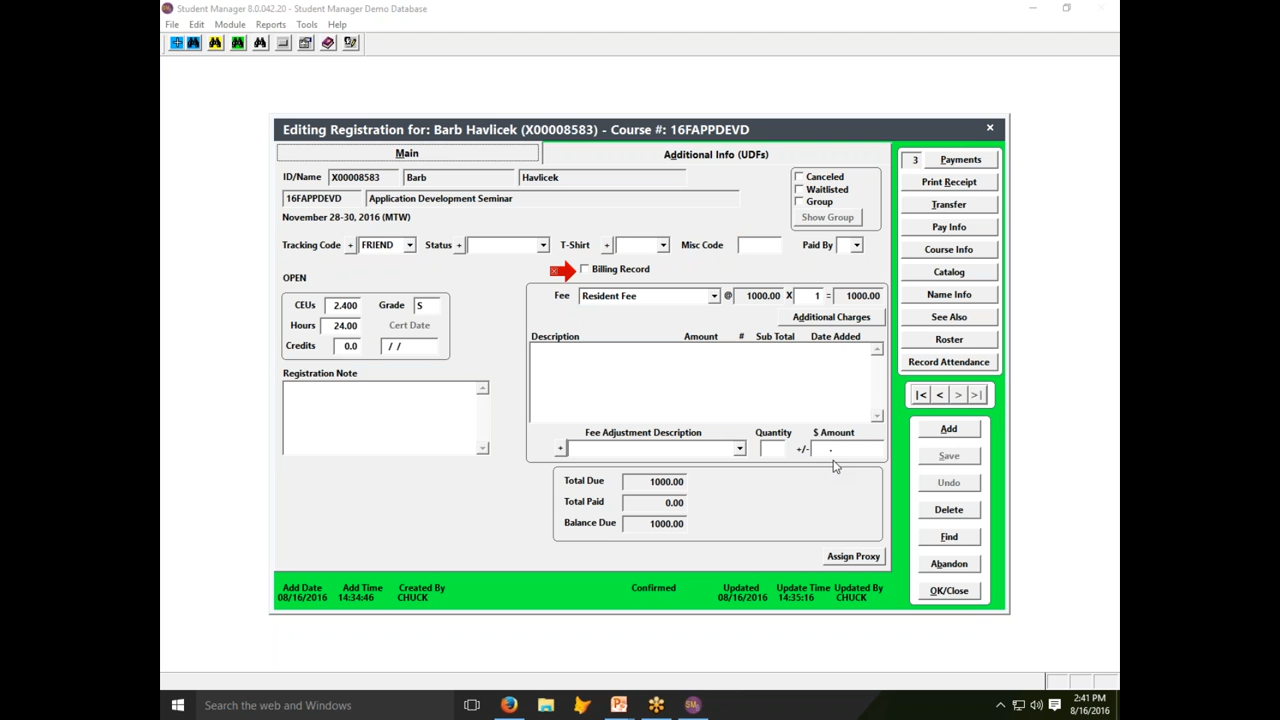 Student Manager 8.0.042.20 - Student Manager Demo Database
File Edit Module Reports Tools Help
Editing Registration for: Barb Havlicek (X00008583) - Course #: 16FAPPDEVD
Main Additional Info (UDFs)
ID/Name X00008583 Barb Havlicek
16FAPPDEVD Application Development Seminar
November 28-30, 2016 (MTW)
Canceled
Waitlisted
Group
Show Group
Tracking Code + FRIEND Status + T-Shirt + Misc Code Paid By
Billing Record
OPEN
Fee Resident Fee @ 1000.00 X 1 = 1000.00
Additional Charges
CEUs 2.400 Grade S
Hours 24.00 Cert Date
Credits 0.0 / /
Description Amount # Sub Total Date Added
Registration Note
Fee Adjustment Description Quantity $ Amount
+ +/- .
Total Due 1000.00
Total Paid 0.00
Balance Due 1000.00
Assign Proxy
Add Date Add Time Created By Confirmed Updated Update Time Updated By
08/16/2016 14:34:46 CHUCK 08/16/2016 14:35:16 CHUCK
3 Payments
Print Receipt
Transfer
Pay Info
Course Info
Catalog
Name Info
See Also
Roster
Record Attendance
|< < > >|
Add
Save
Undo
Delete
Find
Abandon
OK/Close
Search the web and Windows
2:41 PM
8/16/2016